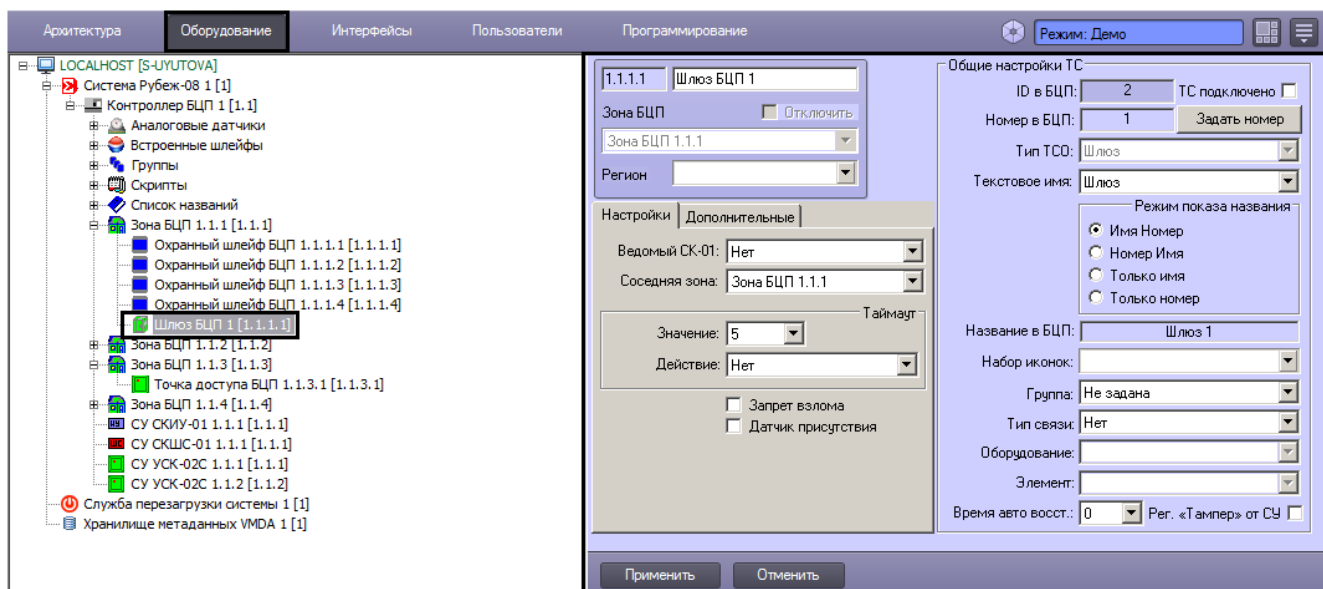 Архитектура Оборудование Интерфейсы Пользователи Программирование Режим: Демо
LOCALHOST [S-UYUTOVA]
Система Рубеж-08 1 [1]
Контроллер БЦП 1 [1.1]
Аналоговые датчики
Встроенные шлейфы
Группы
Скрипты
Список названий
Зона БЦП 1.1.1 [1.1.1]
Охранный шлейф БЦП 1.1.1.1 [1.1.1.1]
Охранный шлейф БЦП 1.1.1.2 [1.1.1.2]
Охранный шлейф БЦП 1.1.1.3 [1.1.1.3]
Охранный шлейф БЦП 1.1.1.4 [1.1.1.4]
Шлюз БЦП 1 [1.1.1.1]
Зона БЦП 1.1.2 [1.1.2]
Зона БЦП 1.1.3 [1.1.3]
Точка доступа БЦП 1.1.3.1 [1.1.3.1]
Зона БЦП 1.1.4 [1.1.4]
СУ СКИУ-01 1.1.1 [1.1.1]
СУ СКШС-01 1.1.1 [1.1.1]
СУ УСК-02С 1.1.1 [1.1.1]
СУ УСК-02С 1.1.2 [1.1.2]
Служба перезагрузки системы 1 [1]
Хранилище метаданных VMDA 1 [1]
1.1.1.1 Шлюз БЦП 1
Зона БЦП Отключить
Зона БЦП 1.1.1
Регион
Настройки Дополнительные
Ведомый СК-01: Нет
Соседняя зона: Зона БЦП 1.1.1
Таймаут
Значение: 5
Действие: Нет
Запрет взлома
Датчик присутствия
Общие настройки ТС
ID в БЦП: 2 ТС подключено
Номер в БЦП: 1 Задать номер
Тип ТСО: Шлюз
Текстовое имя: Шлюз
Режим показа названия
Имя Номер
Номер Имя
Только имя
Только номер
Название в БЦП: Шлюз 1
Набор иконок:
Группа: Не задана
Тип связи: Нет
Оборудование:
Элемент:
Время авто восст.: 0 Рег. «Тампер» от СУ
Применить Отменить